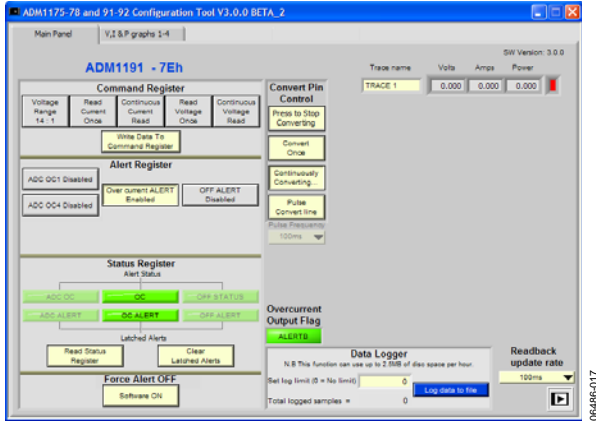 ADM1175-78 and 91-92 Configuration Tool V3.0.0 BETA_2
Main Panel
V,I &P graphs 1-4
SW Version: 3.0.0
ADM1191 - 7Eh
Trace name Volts Amps Power
TRACE 1 0.000 0.000 0.000
Command Register
Voltage Range 14 : 1
Read Current Once
Continuous Current Read
Read Voltage Once
Continuous Voltage Read
Write Data To Command Register
Convert Pin Control
Press to Stop Converting
Convert Once
Continuously Converting...
Pulse Convert line
Pulse Frequency
100ms
Alert Register
ADC OC1 Disabled
ADC OC4 Disabled
Over current ALERT Enabled
OFF ALERT Disabled
Status Register
Alert Status
ADC OC
OC
OFF STATUS
ADC ALERT
OC ALERT
OFF ALERT
Latched Alerts
Read Status Register
Clear Latched Alerts
Force Alert OFF
Software ON
Overcurrent Output Flag
ALERTB
Data Logger
N.B This function can use up to 2.5MB of disc space per hour.
Set log limit (0 = No limit) 0
Log data to file
Total logged samples = 0
Readback update rate
100ms
06486-017